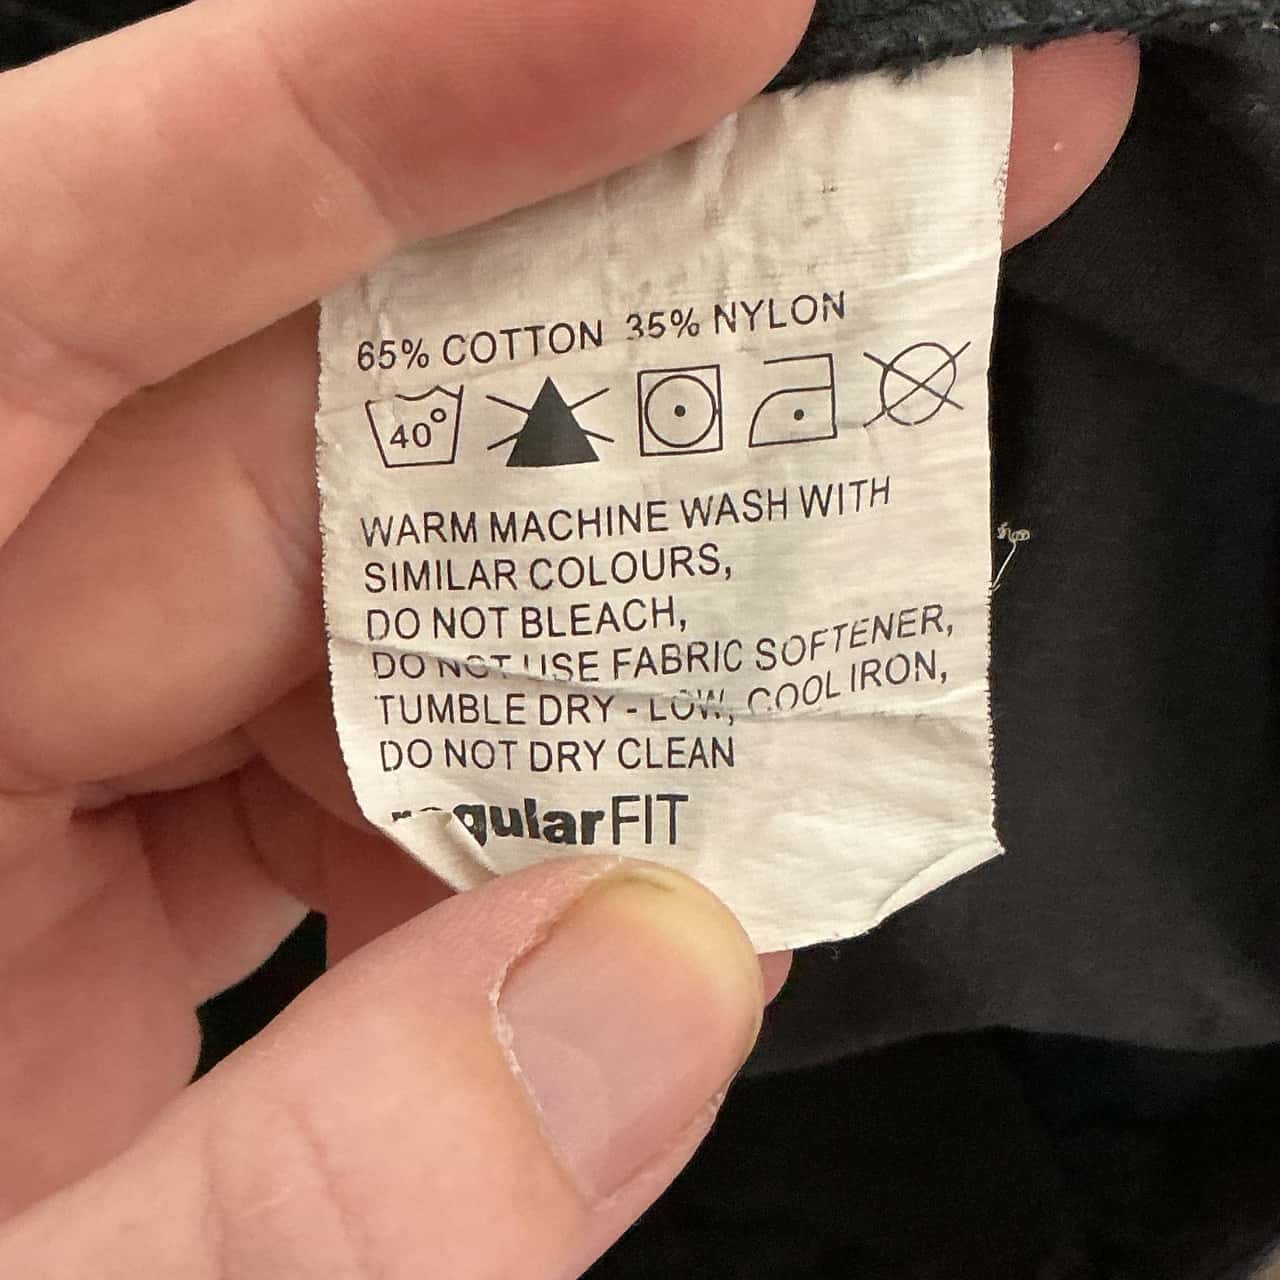 65% COTTON 35% NYLON
40°
WARM MACHINE WASH WITH
SIMILAR COLOURS,
DO NOT BLEACH,
DO NOT USE FABRIC SOFTENER,
TUMBLE DRY - LOW, COOL IRON,
DO NOT DRY CLEAN
regularFIT